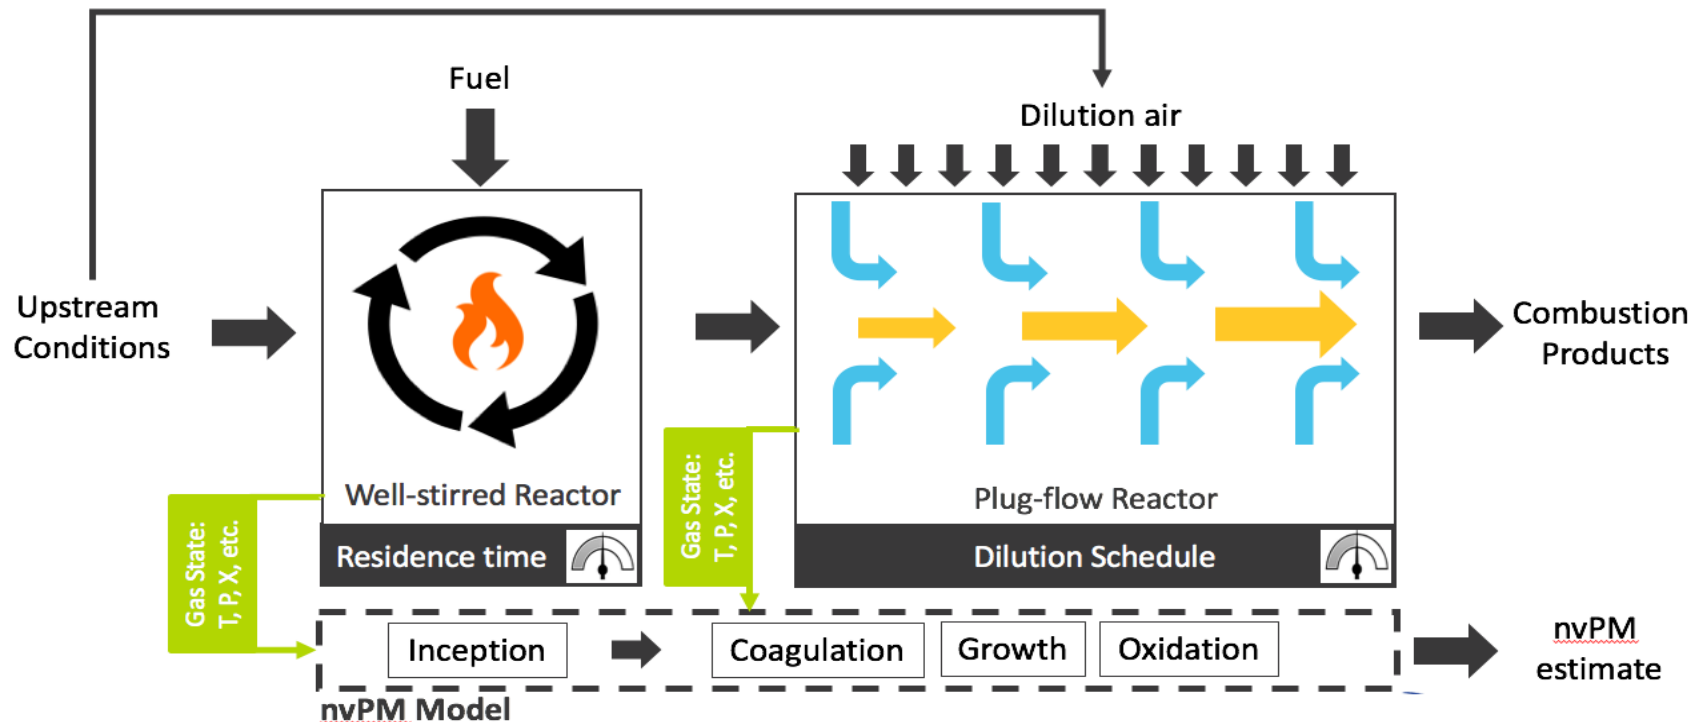 Fuel
Dilution air
Upstream
Conditions
Combustion
Products
Well-stirred Reactor
Residence time
Plug-flow Reactor
Dilution Schedule
Gas State:
T, P, X, etc.
Gas State:
T, P, X, etc.
Inception
Coagulation
Growth
Oxidation
nvPM
estimate
nvPM Model